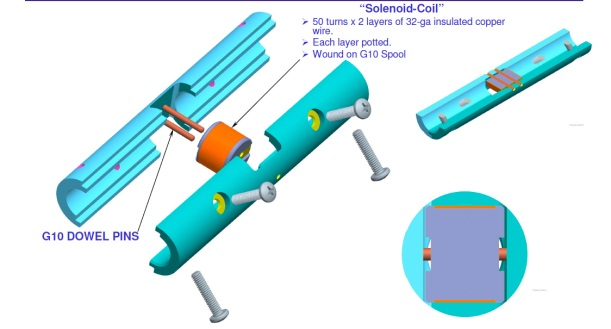 “Solenoid-Coil”
➢ 50 turns x 2 layers of 32-ga insulated copper
wire.
➢ Each layer potted.
➢ Wound on G10 Spool
G10 DOWEL PINS